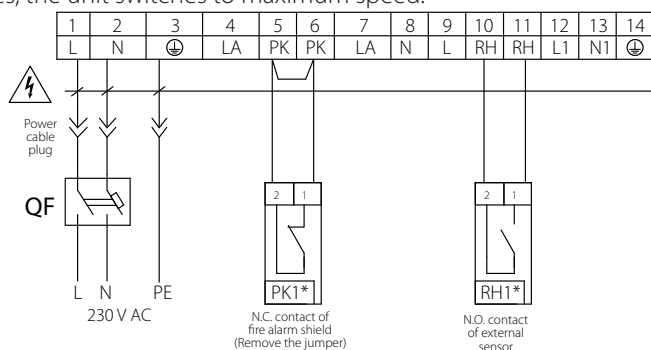 es, the unit switches to maximum speed.
1 2 3 4 5 6 7 8 9 10 11 12 13 14
L N LA PK PK LA N L RH RH L1 N1
Power
cable
plug
2 1 2 1
QF
PK1* RH1*
L N PE
230 V AC
N.C. contact of
fire alarm shield
(Remove the jumper)
N.O. contact
of external
sensor